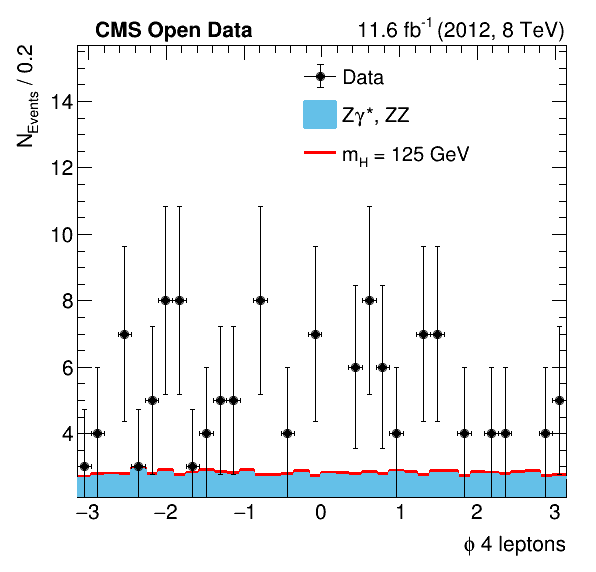 CMS Open Data 11.6 fb⁻¹ (2012, 8 TeV)
N_Events / 0.2
Data
Zγ*, ZZ
m_H = 125 GeV
14
12
10
8
6
4
−3 −2 −1 0 1 2 3
ϕ 4 leptons